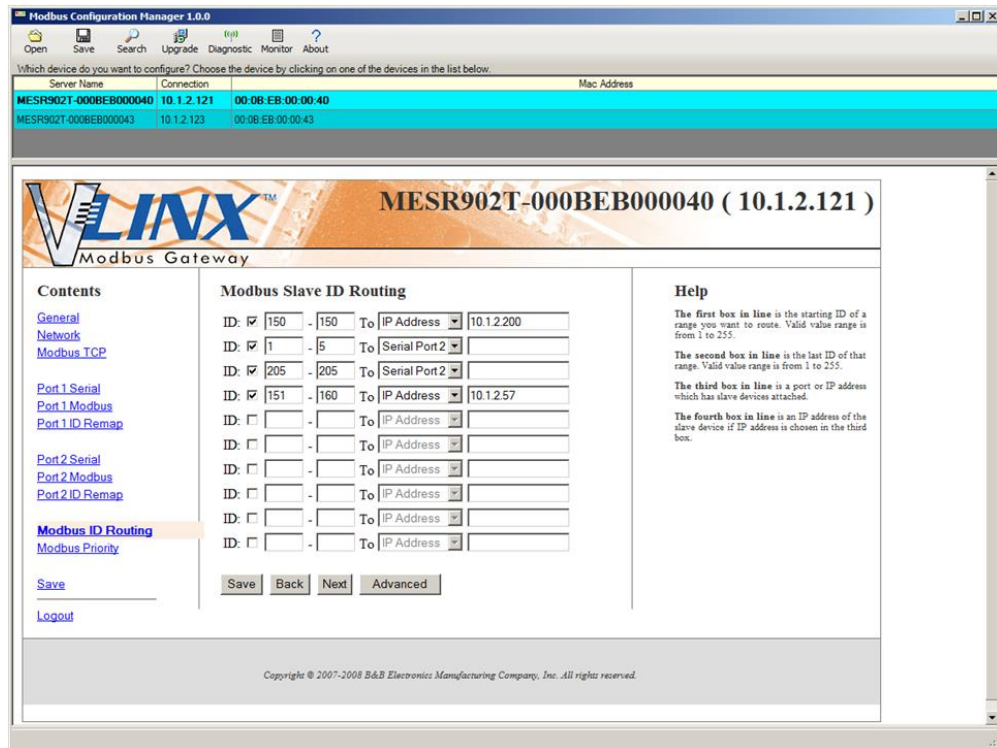 Modbus Configuration Manager 1.0.0
Open Save Search Upgrade Diagnostic Monitor About
Which device do you want to configure? Choose the device by clicking on one of the devices in the list below.
Server Name Connection Mac Address
MESR902T-000BEB000040 10.1.2.121 00:0B:EB:00:00:40
MESR902T-000BEB000043 10.1.2.123 00:0B:EB:00:00:43
VLINX™
Modbus Gateway
MESR902T-000BEB000040 ( 10.1.2.121 )
Contents
General
Network
Modbus TCP
Port 1 Serial
Port 1 Modbus
Port 1 ID Remap
Port 2 Serial
Port 2 Modbus
Port 2 ID Remap
Modbus ID Routing
Modbus Priority
Save
Logout
Modbus Slave ID Routing
ID: 150 - 150 To IP Address 10.1.2.200
ID: 1 - 5 To Serial Port 2
ID: 205 - 205 To Serial Port 2
ID: 151 - 160 To IP Address 10.1.2.57
ID: - To IP Address
ID: - To IP Address
ID: - To IP Address
ID: - To IP Address
ID: - To IP Address
ID: - To IP Address
Save Back Next Advanced
Help
The first box in line is the starting ID of a
range you want to route. Valid value range is
from 1 to 255.
The second box in line is the last ID of that
range. Valid value range is from 1 to 255.
The third box in line is a port or IP address
which has slave devices attached.
The fourth box in line is an IP address of the
slave device if IP address is chosen in the third
box.
Copyright © 2007-2008 B&B Electronics Manufacturing Company, Inc. All rights reserved.